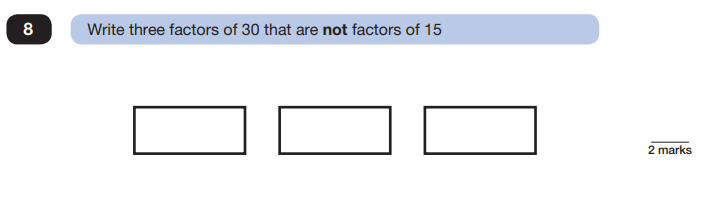 8
Write three factors of 30 that are not factors of 15
2 marks